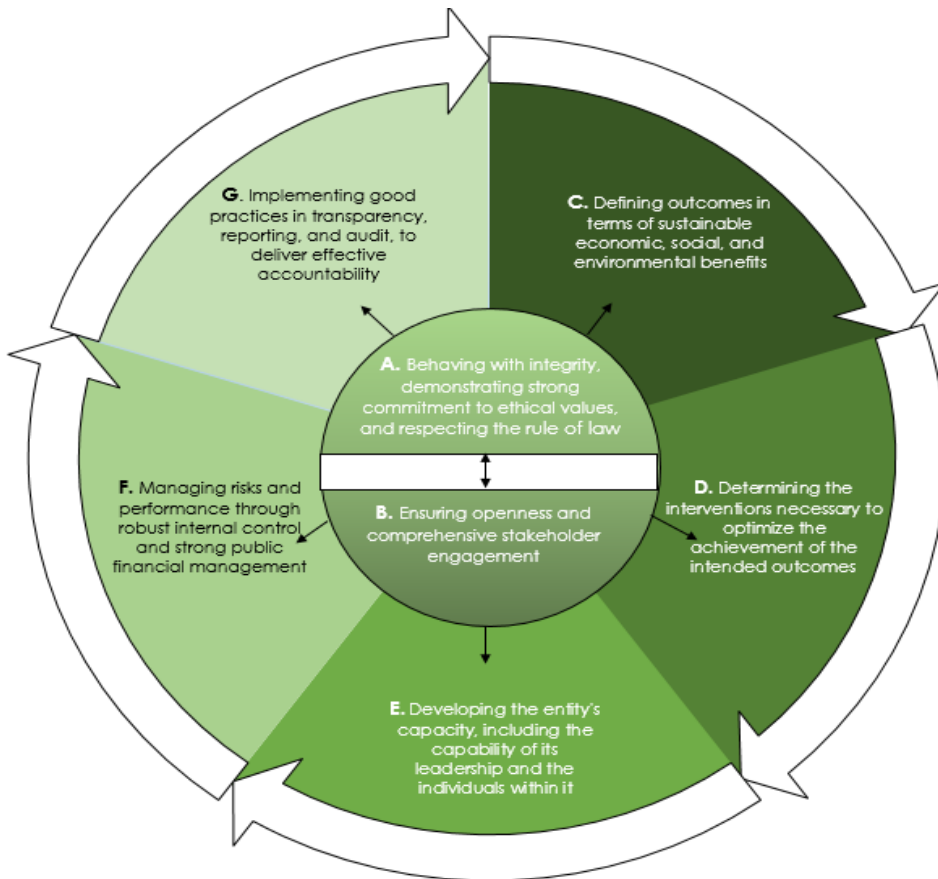 G. Implementing good
practices in transparency,
reporting, and audit, to
deliver effective
accountability
C. Defining outcomes in
terms of sustainable
economic, social, and
environmental benefits
A. Behaving with integrity,
demonstrating strong
commitment to ethical values,
and respecting the rule of law
B. Ensuring openness and
comprehensive stakeholder
engagement
F. Managing risks and
performance through
robust internal control
and strong public
financial management
D. Determining the
interventions necessary to
optimize the
achievement of the
intended outcomes
E. Developing the entity's
capacity, including the
capability of its
leadership and the
individuals within it